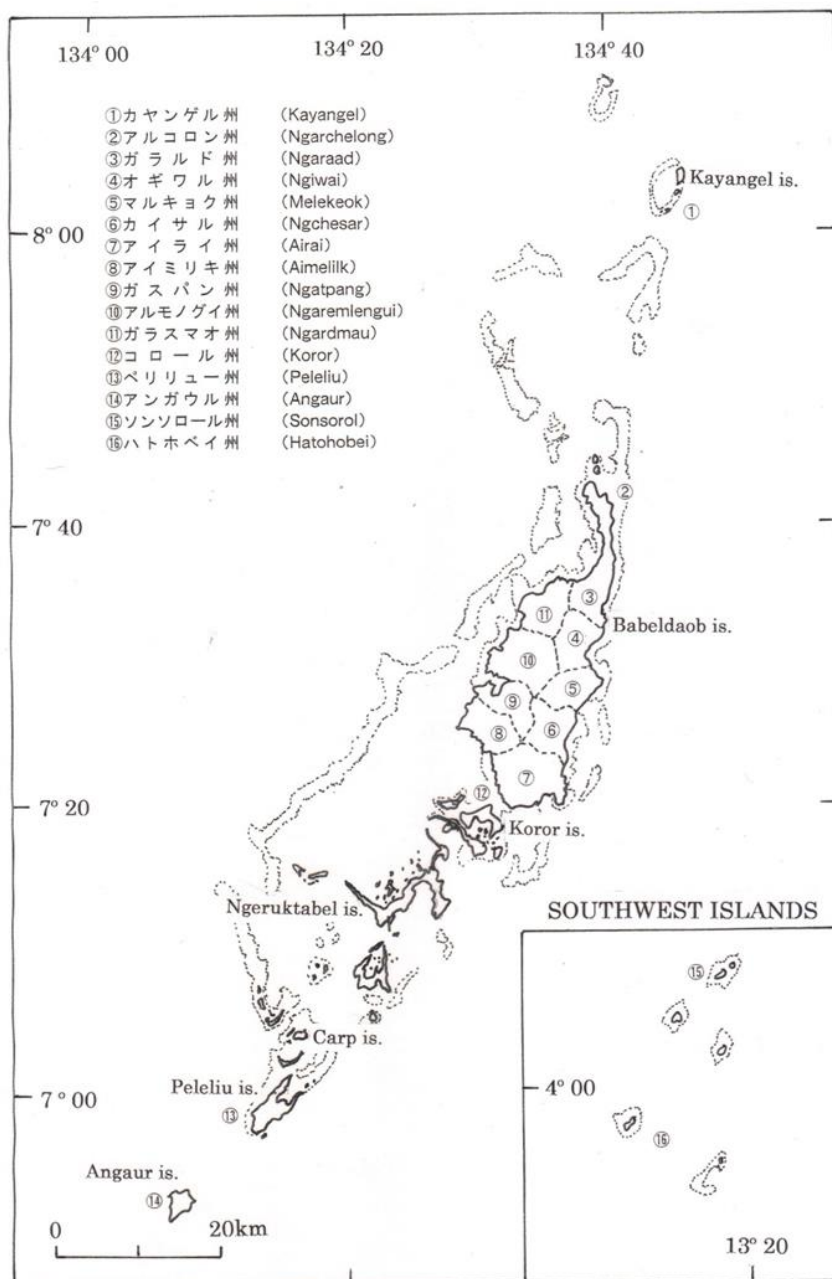 134° 00
134° 20
134° 40
①カヤンゲル州 (Kayangel)
②アルコロン州 (Ngarchelong)
③ガラルド州 (Ngaraad)
④オギワル州 (Ngiwai)
⑤マルキョク州 (Melekeok)
⑥カイサル州 (Ngchesar)
⑦アイライ州 (Airai)
⑧アイミリキ州 (Aimelilk)
⑨ガスパン州 (Ngatpang)
⑩アルモノグイ州 (Ngaremlengui)
⑪ガラスマオ州 (Ngardmau)
⑫コロール州 (Koror)
⑬ペリリュー州 (Peleliu)
⑭アンガウル州 (Angaur)
⑮ソンソロール州 (Sonsorol)
⑯ハトホベイ州 (Hatohobei)
Kayangel is.
①
8° 00
②
7° 40
③
⑪
Babeldaob is.
④
⑩
⑤
⑨
⑥
⑧
⑦
⑫
7° 20
Koror is.
Ngeruktabel is.
SOUTHWEST ISLANDS
⑮
Carp is.
Peleliu is.
4° 00
7° 00
⑬
⑯
Angaur is.
⑭
0 20km
13° 20